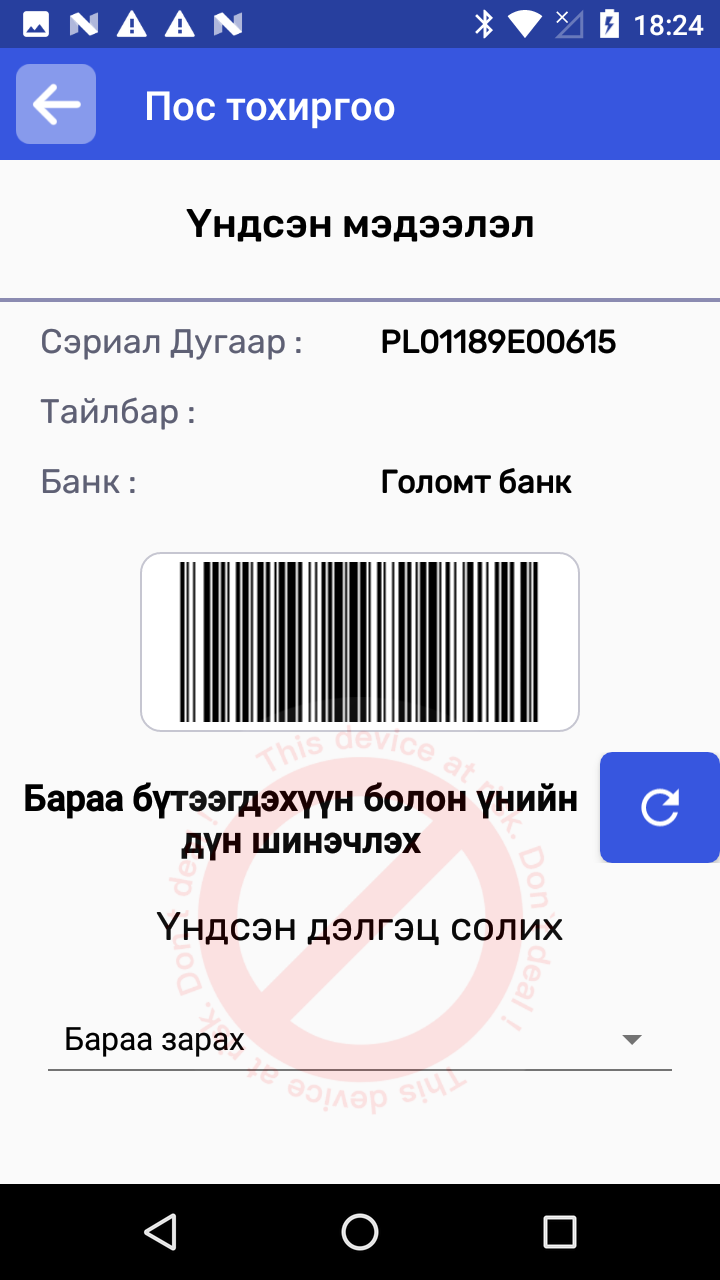 18:24
Пос тохиргоо
Үндсэн мэдээлэл
Сэриал Дугаар : PL01189E00615
Тайлбар :
Банк : Голомт банк
Бараа бүтээгдэхүүн болон үнийн
дүн шинэчлэх
Үндсэн дэлгэц солих
Бараа зарах
This device at risk. Don't deal !
This device at risk. Don't deal !